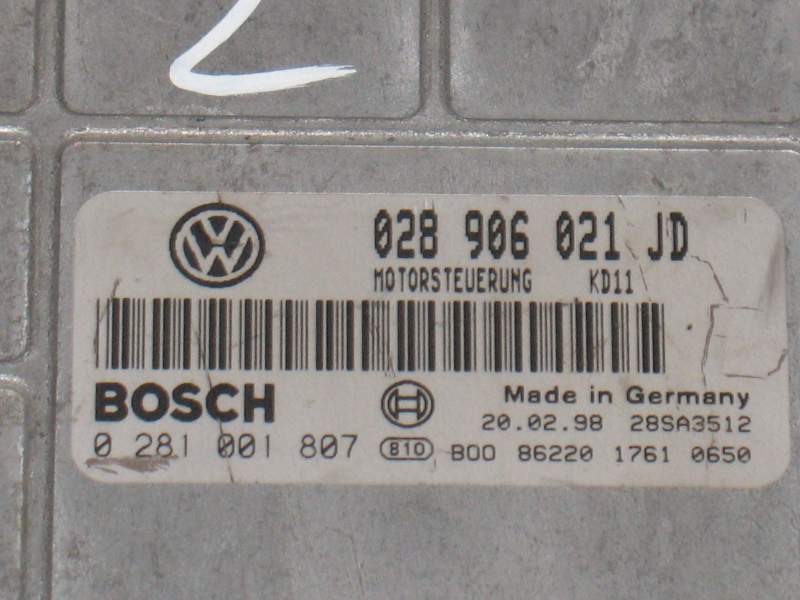 028 906 021 JD
MOTORSTEUERUNG KD11
BOSCH
Made in Germany
20.02.98 28SA3512
0 281 001 807 810 B00 86220 1761 0650